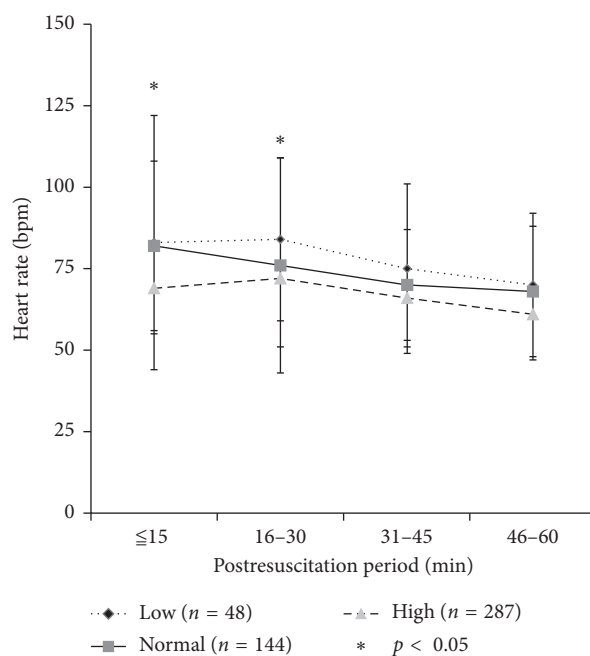 150
125
100
75
50
25
0
Heart rate (bpm)
*
*
≦15 16–30 31–45 46–60
Postresuscitation period (min)
Low (n = 48) High (n = 287)
Normal (n = 144) * p < 0.05